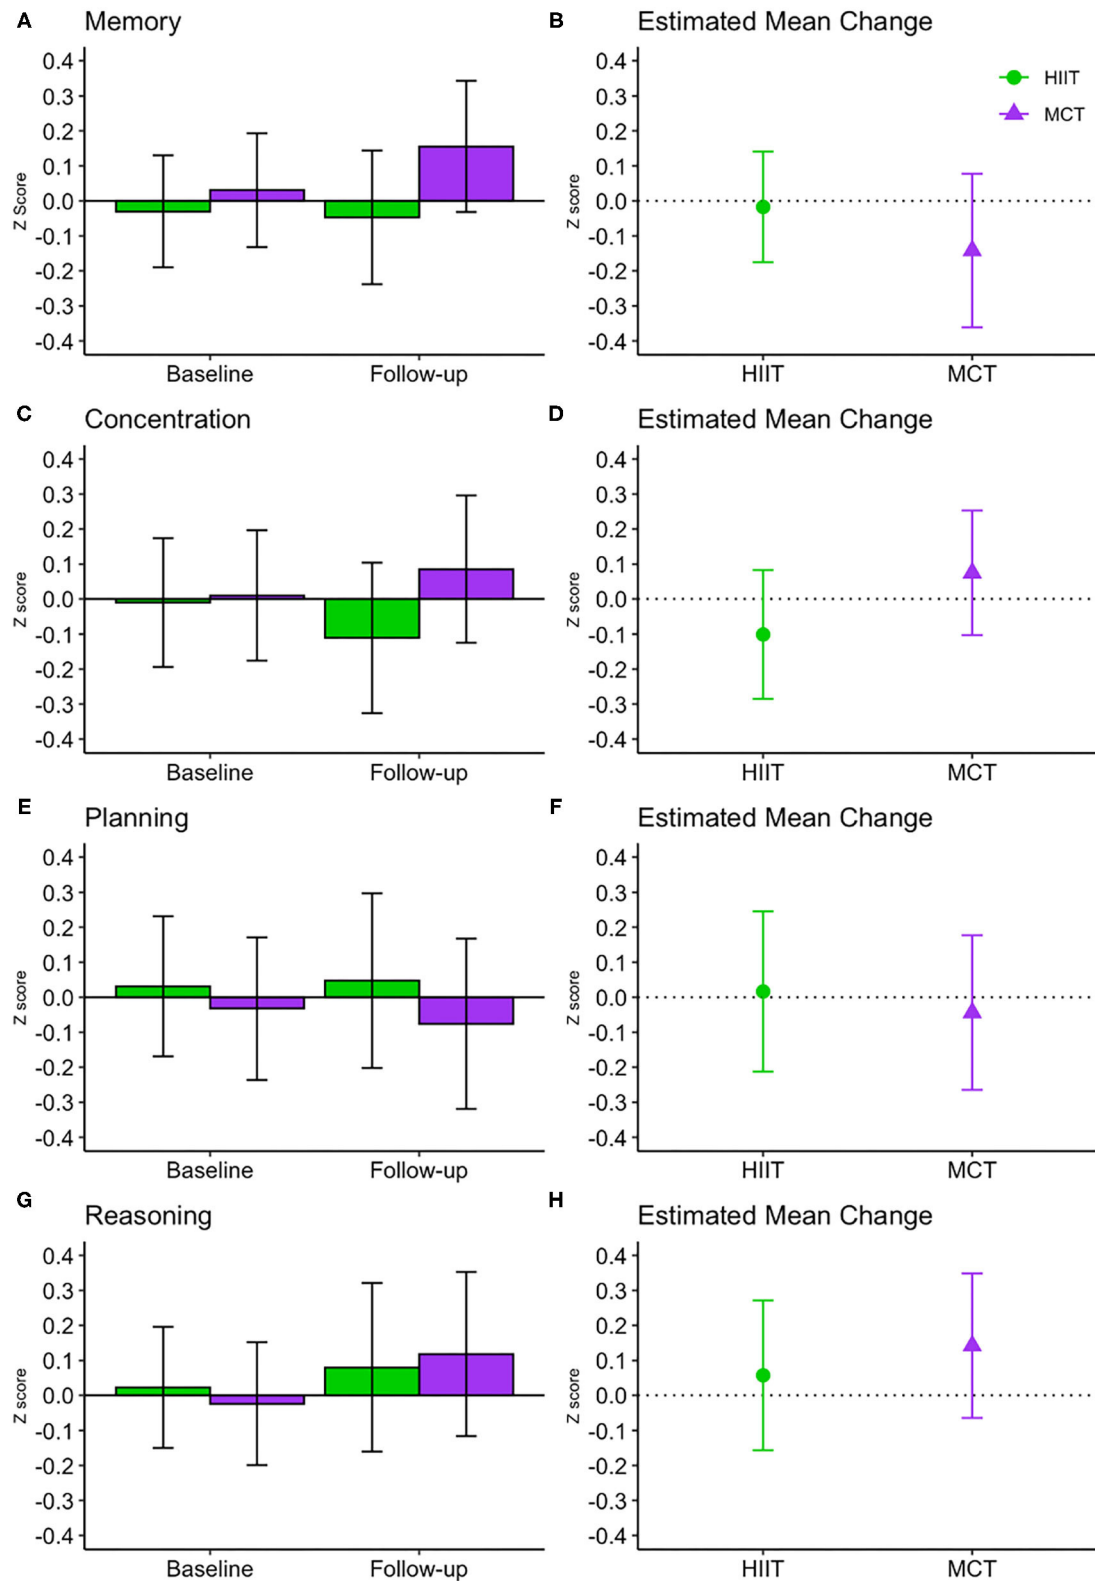 A Memory
0.4
0.3
0.2
0.1
0.0
-0.1
-0.2
-0.3
-0.4
Z Score
Baseline Follow-up
B Estimated Mean Change
0.4
0.3
0.2
0.1
0.0
-0.1
-0.2
-0.3
-0.4
Z score
HIIT
MCT
HIIT MCT
C Concentration
0.4
0.3
0.2
0.1
0.0
-0.1
-0.2
-0.3
-0.4
Z score
Baseline Follow-up
D Estimated Mean Change
0.4
0.3
0.2
0.1
0.0
-0.1
-0.2
-0.3
-0.4
Z score
HIIT MCT
E Planning
0.4
0.3
0.2
0.1
0.0
-0.1
-0.2
-0.3
-0.4
Z score
Baseline Follow-up
F Estimated Mean Change
0.4
0.3
0.2
0.1
0.0
-0.1
-0.2
-0.3
-0.4
Z score
HIIT MCT
G Reasoning
0.4
0.3
0.2
0.1
0.0
-0.1
-0.2
-0.3
-0.4
Z score
Baseline Follow-up
H Estimated Mean Change
0.4
0.3
0.2
0.1
0.0
-0.1
-0.2
-0.3
-0.4
Z score
HIIT MCT